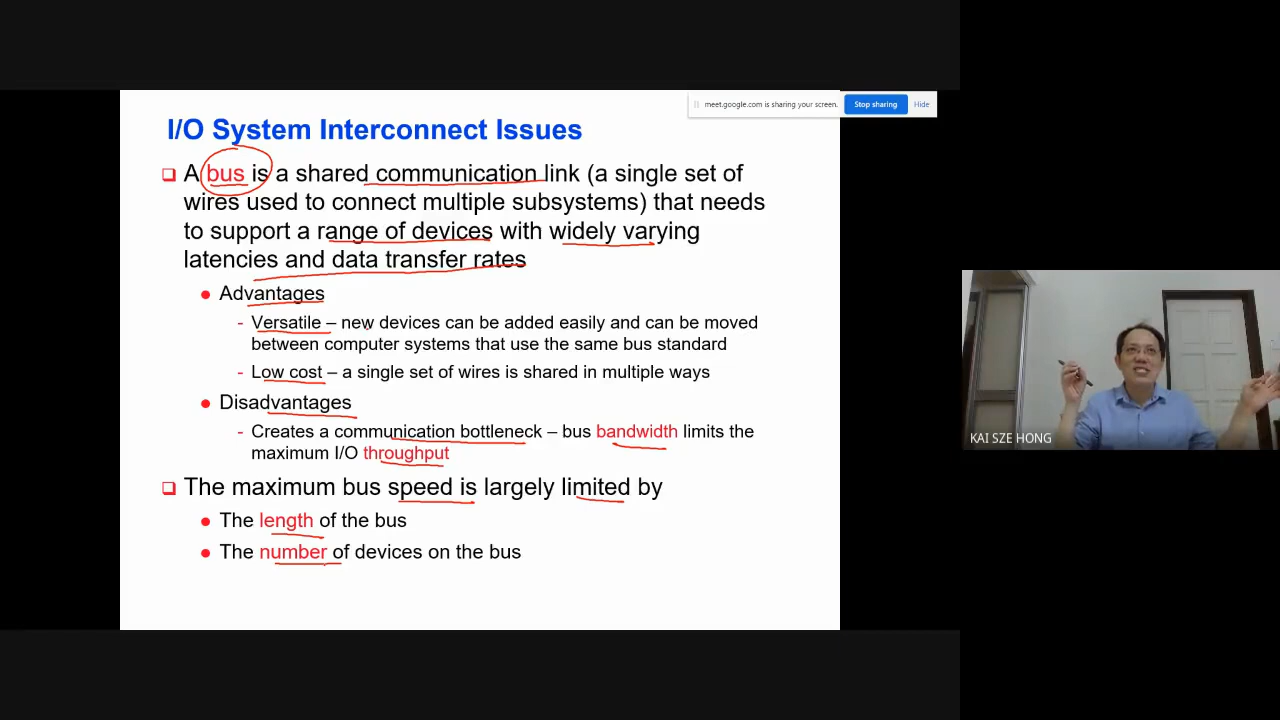 meet.google.com is sharing your screen.
Stop sharing
Hide
I/O System Interconnect Issues
A bus is a shared communication link (a single set of
wires used to connect multiple subsystems) that needs
to support a range of devices with widely varying
latencies and data transfer rates
Advantages
- Versatile – new devices can be added easily and can be moved
between computer systems that use the same bus standard
- Low cost – a single set of wires is shared in multiple ways
Disadvantages
- Creates a communication bottleneck – bus bandwidth limits the
maximum I/O throughput
The maximum bus speed is largely limited by
The length of the bus
The number of devices on the bus
KAI SZE HONG